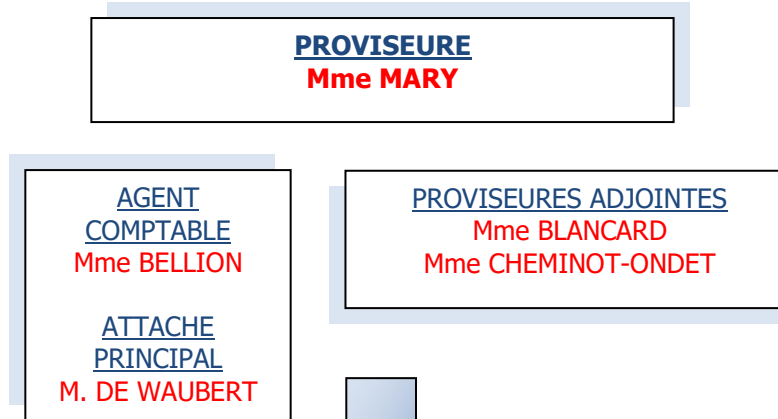 PROVISEURE
Mme MARY
AGENT
COMPTABLE
Mme BELLION
ATTACHE
PRINCIPAL
M. DE WAUBERT
PROVISEURES ADJOINTES
Mme BLANCARD
Mme CHEMINOT-ONDET